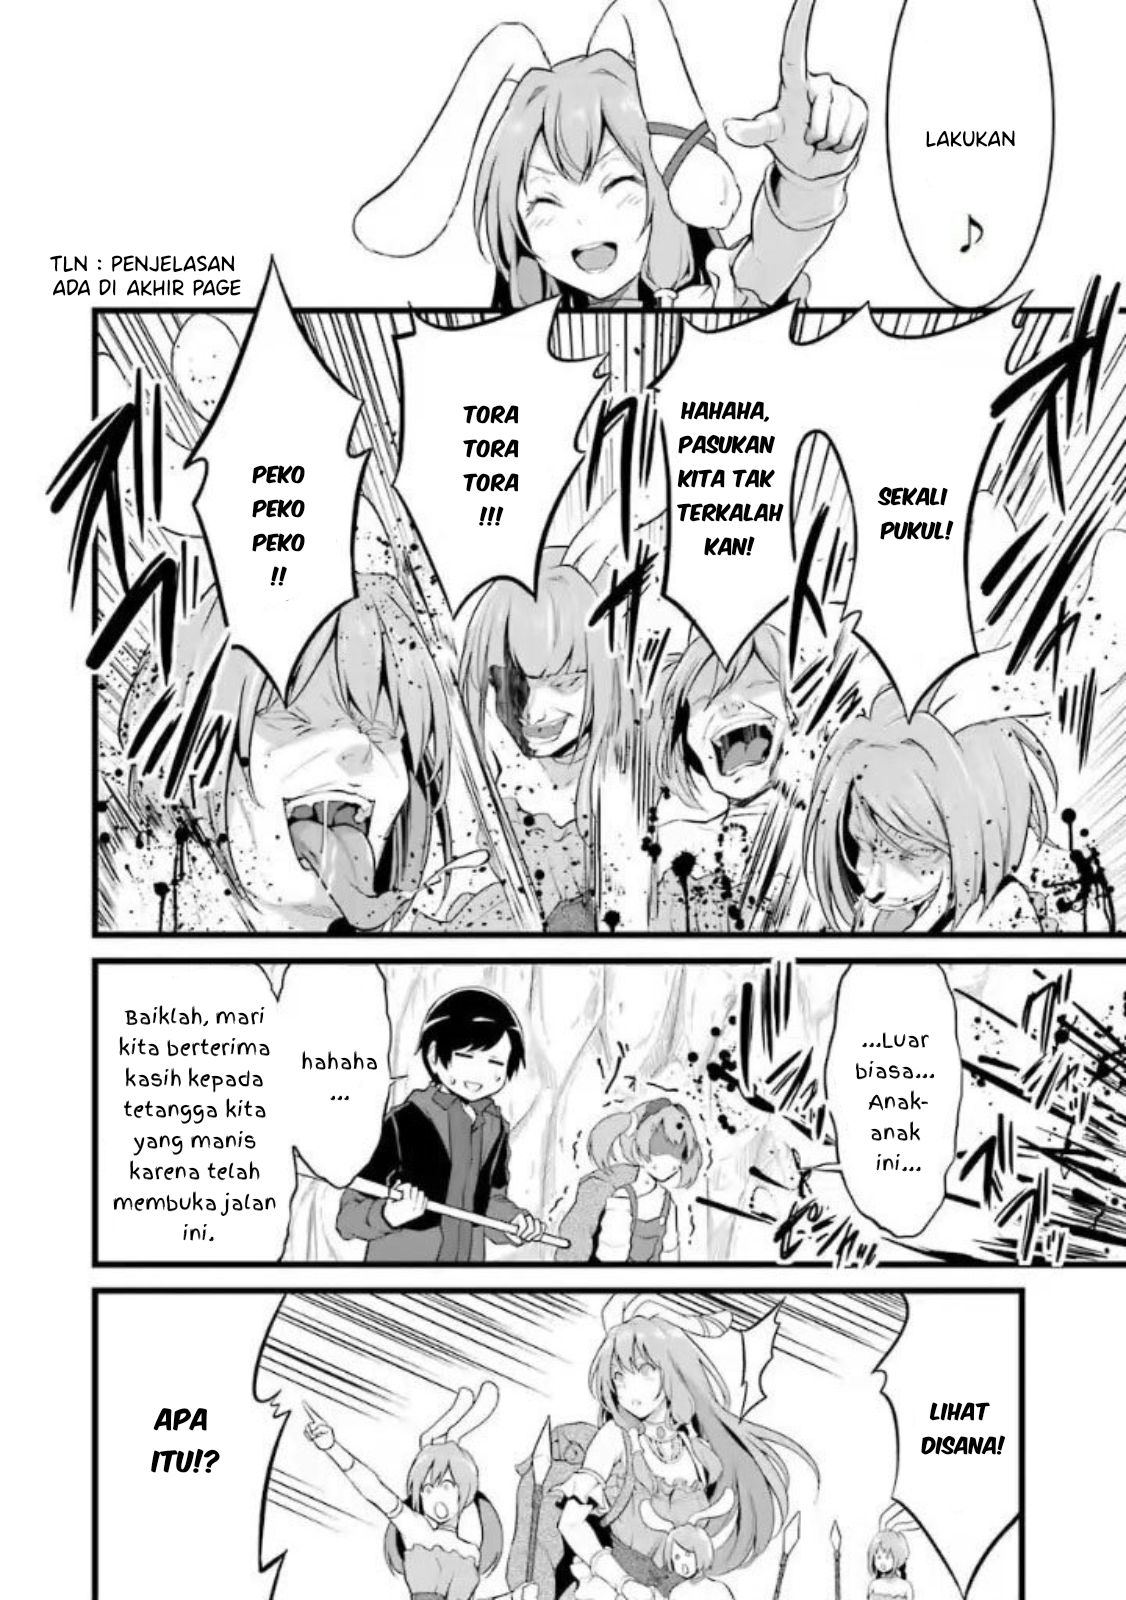 LAKUKAN
♪
TLN : PENJELASAN
ADA DI AKHIR PAGE
SEKALI
PUKUL!
HAHAHA,
PASUKAN
KITA TAK
TERKALAH
KAN!
TORA
TORA
TORA
!!!
PEKO
PEKO
PEKO
!!
...Luar
biasa...
Anak-
anak
ini...
hahaha
...
Baiklah, mari
kita berterima
kasih kepada
tetangga kita
yang manis
karena telah
membuka jalan
ini.
LIHAT
DISANA!
APA
ITU!?